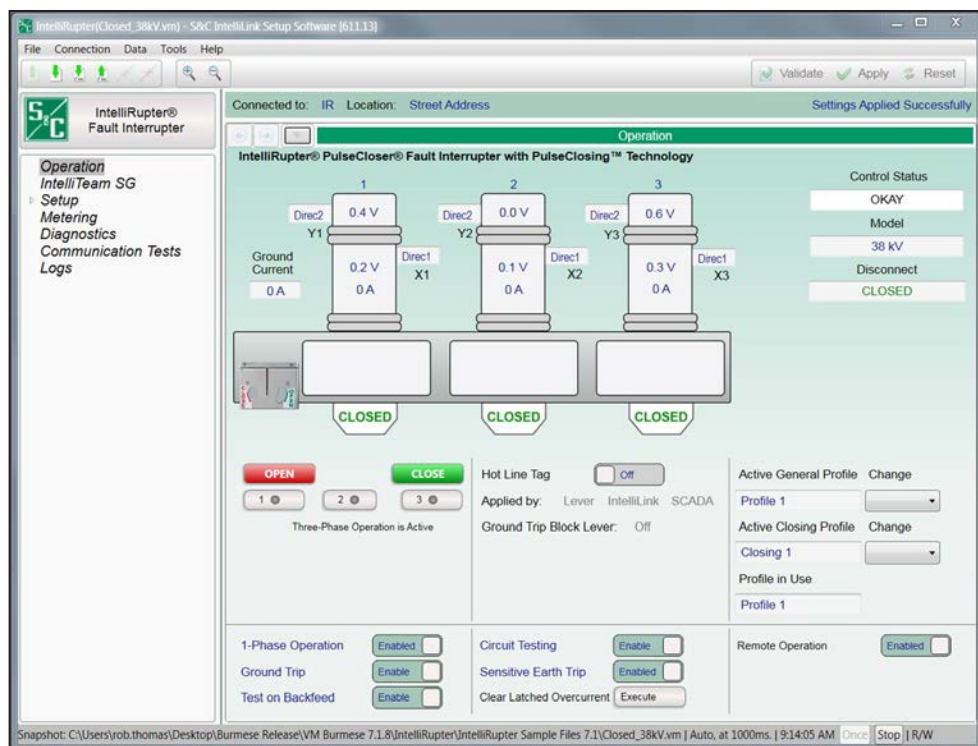 IntelliRupter(Closed_38kV.vm) - S&C IntelliLink Setup Software [611.13]
File Connection Data Tools Help
Validate Apply Reset
S&C
IntelliRupter®
Fault Interrupter
Connected to: IR Location: Street Address Settings Applied Successfully
Operation
IntelliTeam SG
Setup
Metering
Diagnostics
Communication Tests
Logs
Operation
IntelliRupter® PulseCloser® Fault Interrupter with PulseClosing™ Technology
1 2 3
Direc2 0.4 V Direc2 0.0 V Direc2 0.6 V
Y1 Y2 Y3
Ground
Current
0 A
0.2 V Direc1 0.1 V Direc1 0.3 V Direc1
X1 X2 X3
0 A 0 A 0 A
Control Status
OKAY
Model
38 kV
Disconnect
CLOSED
CLOSE OPEN
CLOSED CLOSED CLOSED
OPEN CLOSE
1 2 3
Three-Phase Operation is Active
Hot Line Tag Off
Applied by: Lever IntelliLink SCADA
Ground Trip Block Lever: Off
Active General Profile Change
Profile 1
Active Closing Profile Change
Closing 1
Profile in Use
Profile 1
1-Phase Operation Enabled
Ground Trip Enable
Test on Backfeed Enable
Circuit Testing Enable
Sensitive Earth Trip Enabled
Clear Latched Overcurrent Execute
Remote Operation Enabled
Snapshot: C:\Users\rob.thomas\Desktop\Burmese Release\VM Burmese 7.1.8\IntelliRupter\IntelliRupter Sample Files 7.1\Closed_38kV.vm | Auto, at 1000ms. | 9:14:05 AM Once Stop | R/W